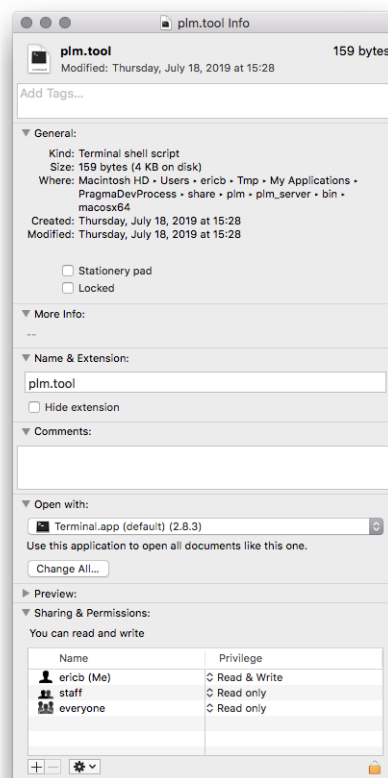 plm.tool Info
plm.tool
159 bytes
Modified: Thursday, July 18, 2019 at 15:28
Add Tags...
General:
Kind: Terminal shell script
Size: 159 bytes (4 KB on disk)
Where: Macintosh HD ▸ Users ▸ ericb ▸ Tmp ▸ My Applications ▸
PragmaDevProcess ▸ share ▸ plm ▸ plm_server ▸ bin ▸
macosx64
Created: Thursday, July 18, 2019 at 15:28
Modified: Thursday, July 18, 2019 at 15:28
Stationery pad
Locked
More Info:
--
Name & Extension:
plm.tool
Hide extension
Comments:
Open with:
Terminal.app (default) (2.8.3)
Use this application to open all documents like this one.
Change All...
Preview:
Sharing & Permissions:
You can read and write
Name Privilege
ericb (Me) Read & Write
staff Read only
everyone Read only